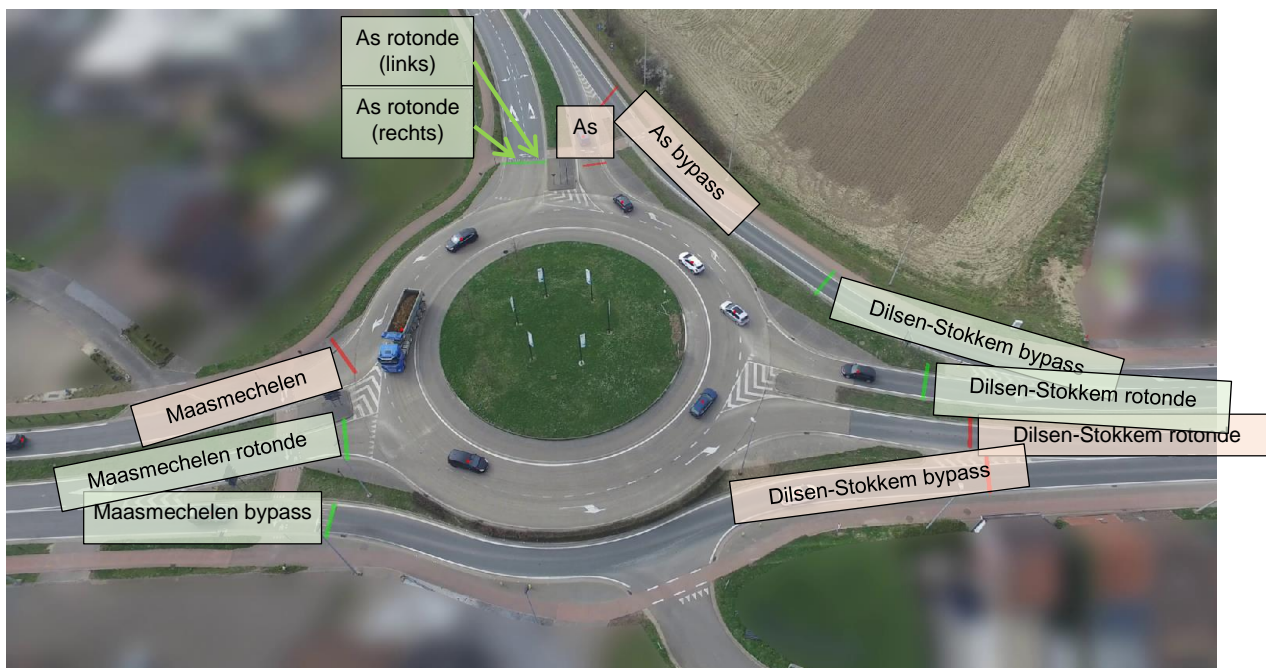 As rotonde
(links)
As rotonde
(rechts)
As
As bypass
Dilsen-Stokkem bypass
Dilsen-Stokkem rotonde
Dilsen-Stokkem rotonde
Dilsen-Stokkem bypass
Maasmechelen
Maasmechelen rotonde
Maasmechelen bypass